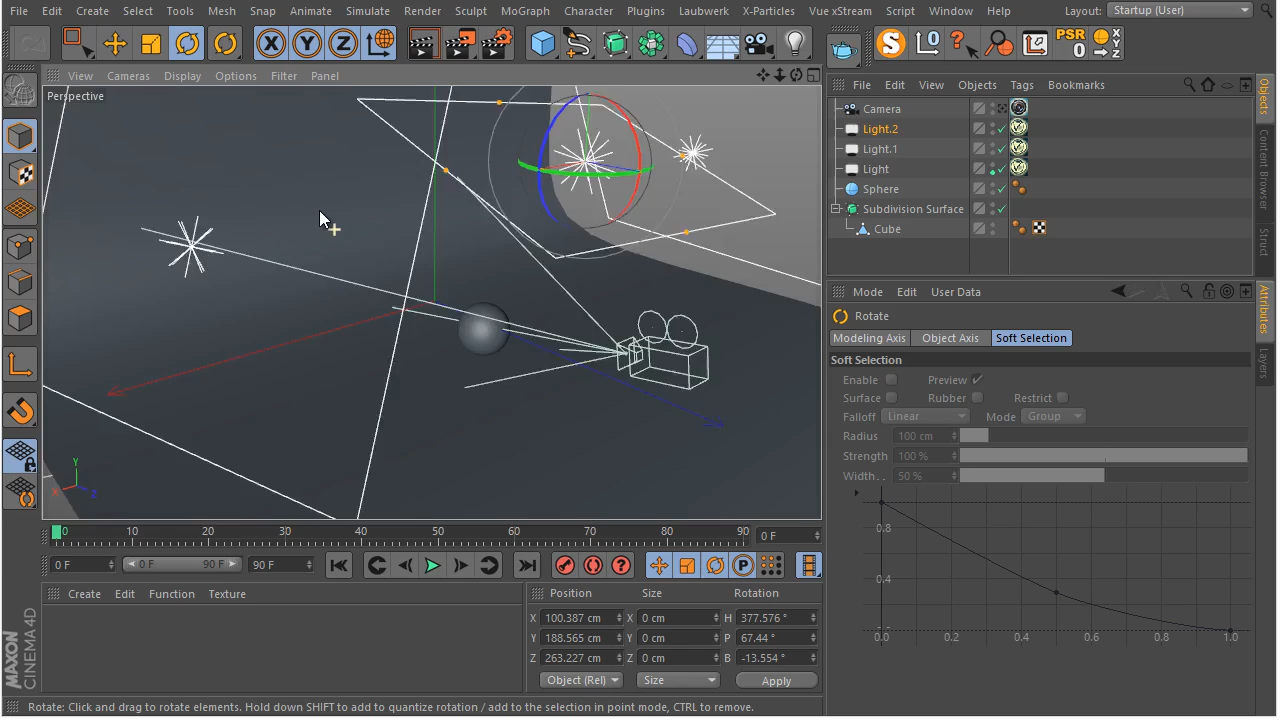 File Edit Create Select Tools Mesh Snap Animate Simulate Render Sculpt MoGraph Character Plugins Laubwerk X-Particles Vue xStream Script Window Help Layout: Startup (User)
X Y Z S PSR 0 X Y Z
View Cameras Display Options Filter Panel
File Edit View Objects Tags Bookmarks
Perspective
Camera
Light.2
Light.1
Light
Sphere
Subdivision Surface
Cube
Objects
Content Browser
Struct
Mode Edit User Data
Rotate
Modeling Axis Object Axis Soft Selection
Soft Selection
Enable Preview
Surface Rubber Restrict
Falloff Linear Mode Group
Radius 100 cm
Strength 100 %
Width . . 50 %
0.8
0.4
0.0 0.2 0.4 0.6 0.8 1.0
Attributes
Layers
Y
X Z
0 10 20 30 40 50 60 70 80 90 0 F
0 F 0 F 90 F 90 F P
Create Edit Function Texture
Position Size Rotation
X 100.387 cm X 0 cm H 377.576 °
Y 188.565 cm Y 0 cm P 67.44 °
Z 263.227 cm Z 0 cm B -13.554 °
Object (Rel) Size Apply
MAXON
CINEMA 4D
Rotate: Click and drag to rotate elements. Hold down SHIFT to add to quantize rotation / add to the selection in point mode, CTRL to remove.